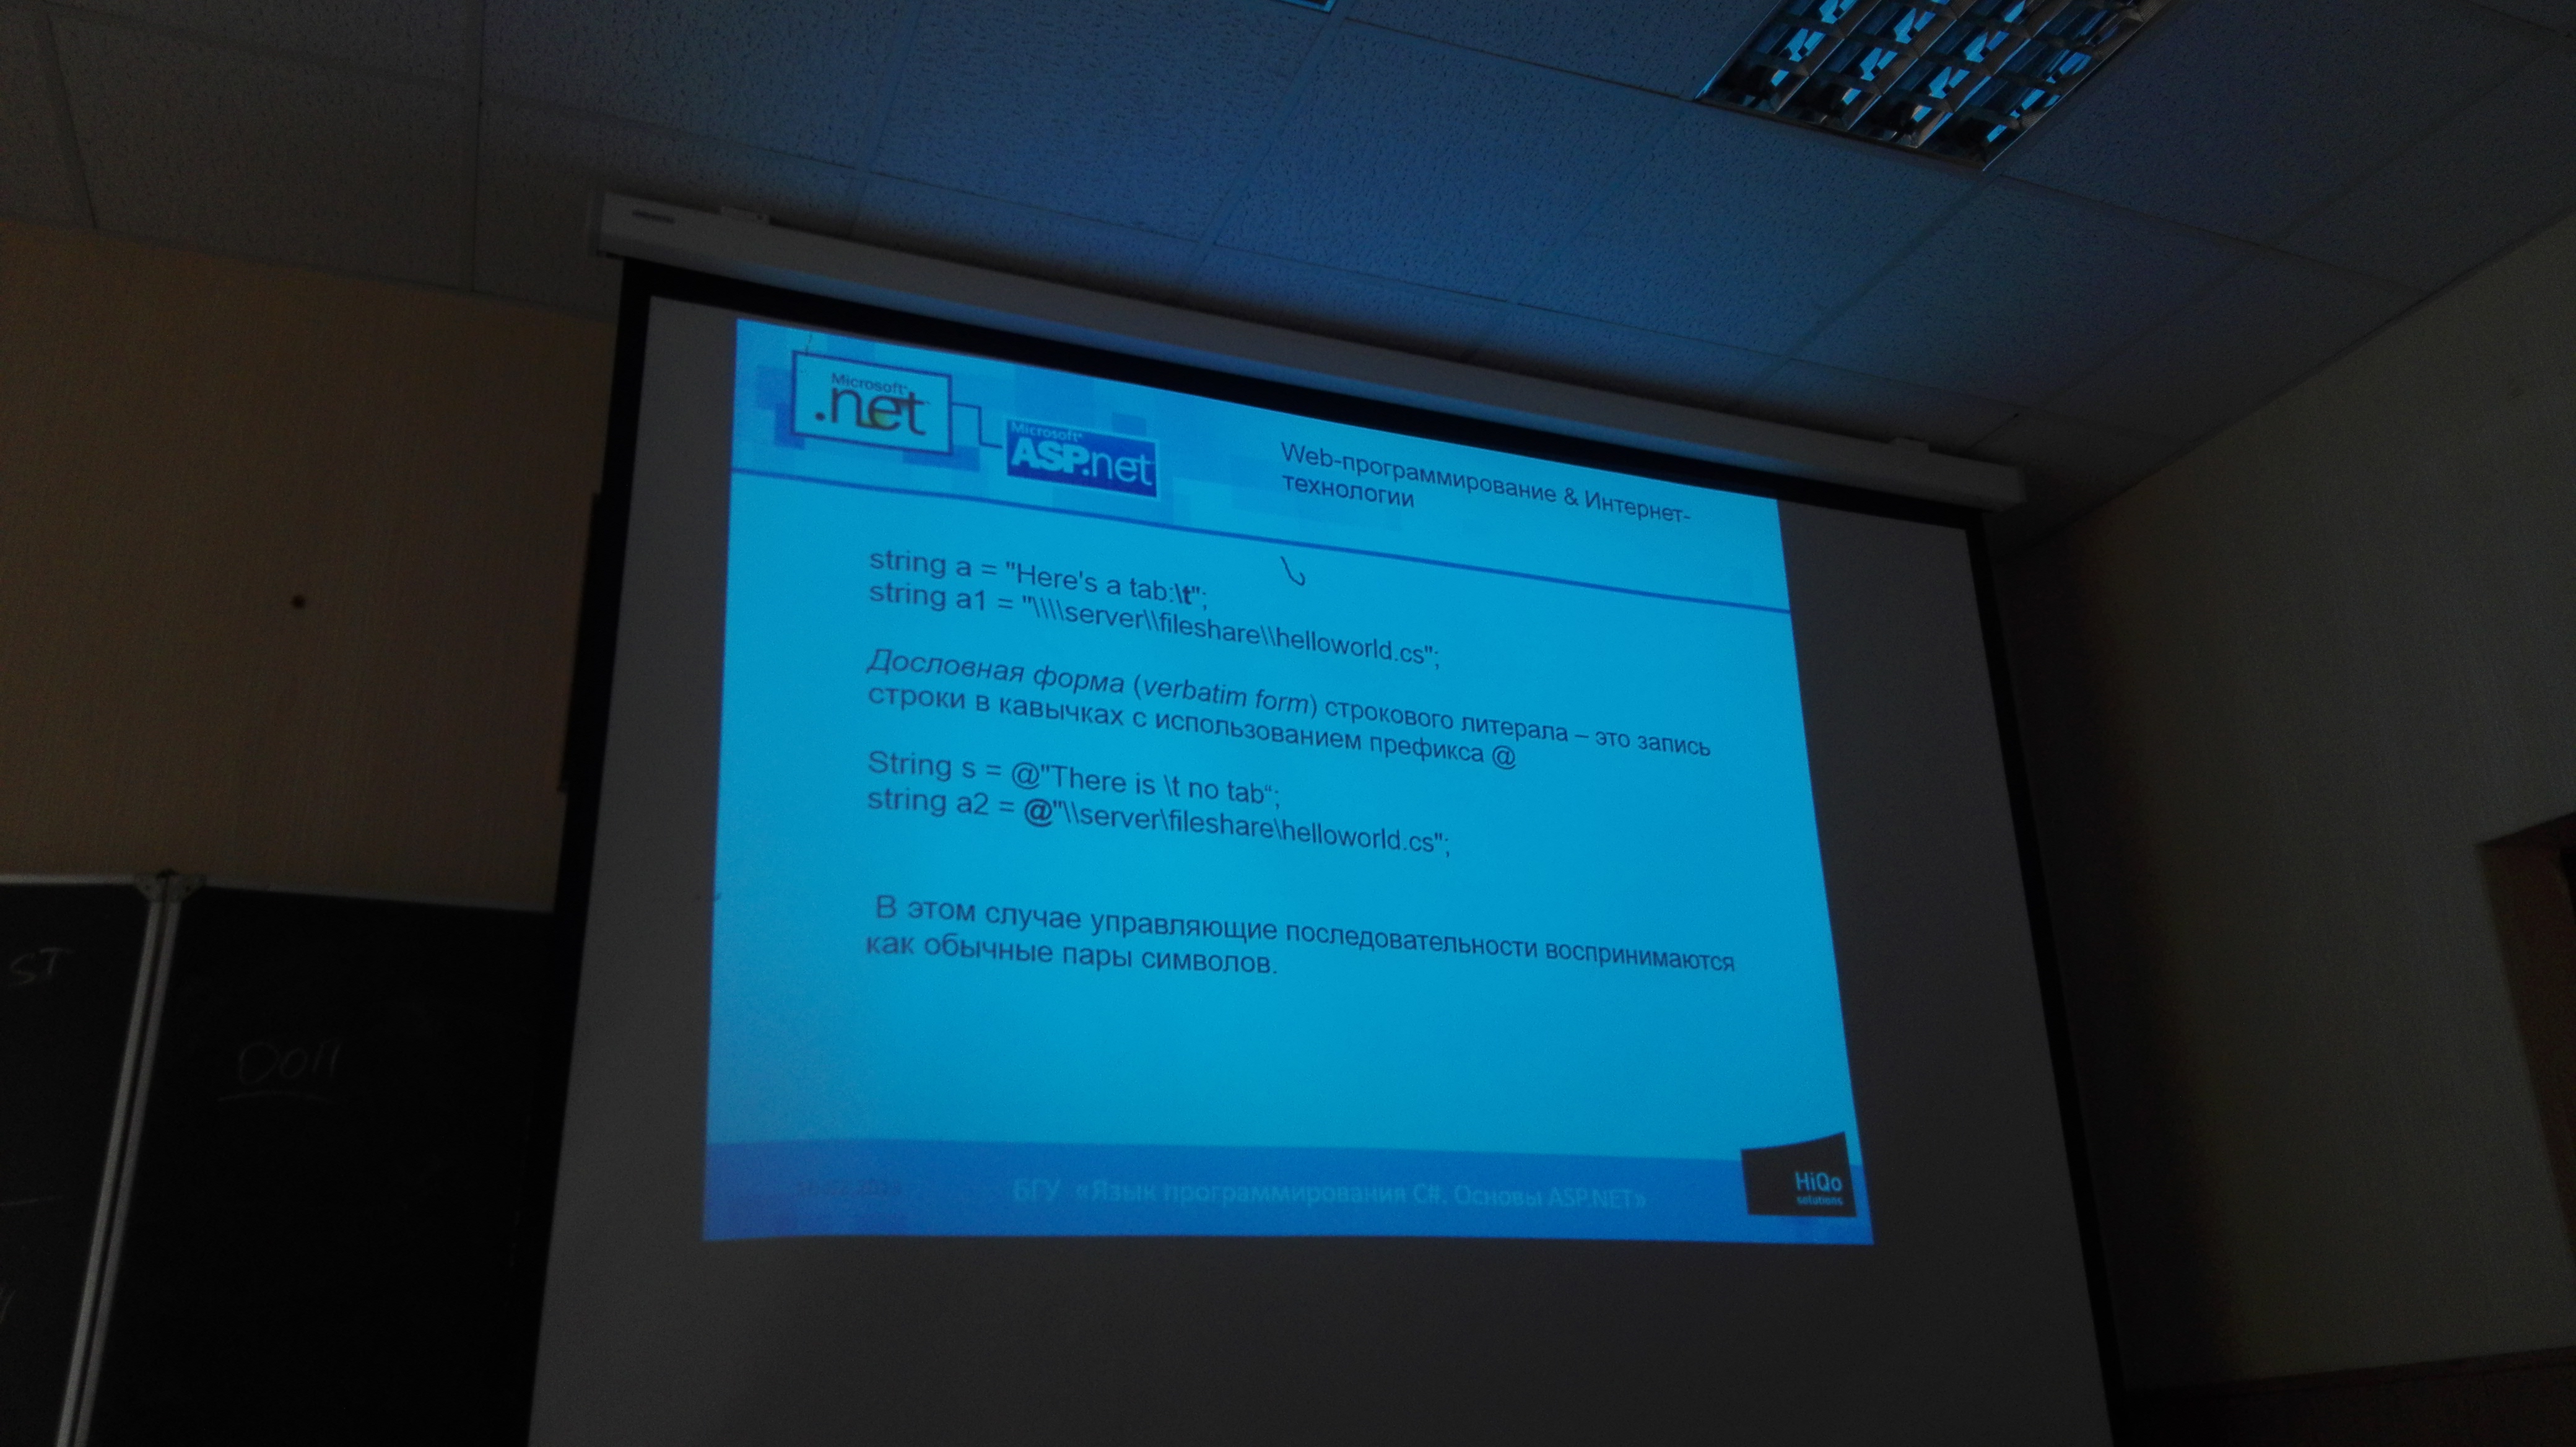 Microsoft
.net
Microsoft
ASP.net
Web-программирование & Интернет-
технологии
string a = "Here's a tab:\t";
string a1 = "\\\\server\\fileshare\\helloworld.cs";
Дословная форма (verbatim form) строкового литерала – это запись
строки в кавычках с использованием префикса @
String s = @"There is \t no tab“;
string a2 = @"\\server\fileshare\helloworld.cs";
В этом случае управляющие последовательности воспринимаются
как обычные пары символов.
БГУ «Язык программирования C#. Основы ASP.NET»
HiQo
solutions
ST
ООП